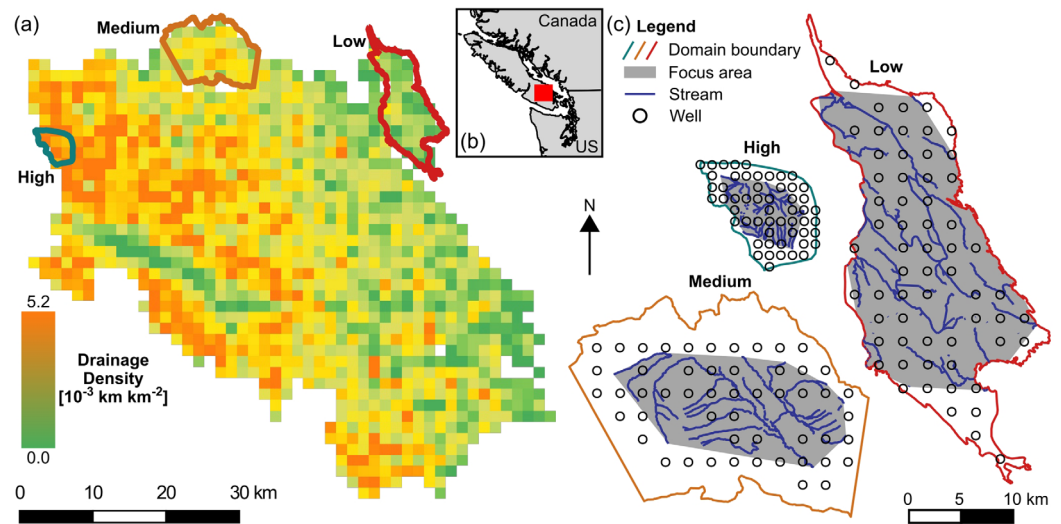 (a)
Medium
Low
High
5.2
Drainage
Density
[10⁻³ km km⁻²]
0.0
0 10 20 30 km
Canada
(b)
US
N
(c)
Legend
Domain boundary
Focus area
Stream
Well
Low
High
Medium
0 5 10 km